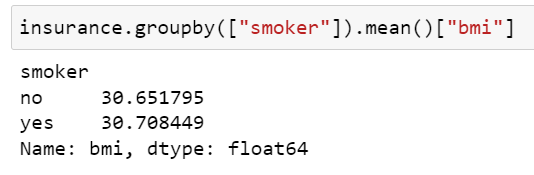 insurance.groupby(["smoker"]).mean()["bmi"]
smoker
no     30.651795
yes    30.708449
Name: bmi, dtype: float64